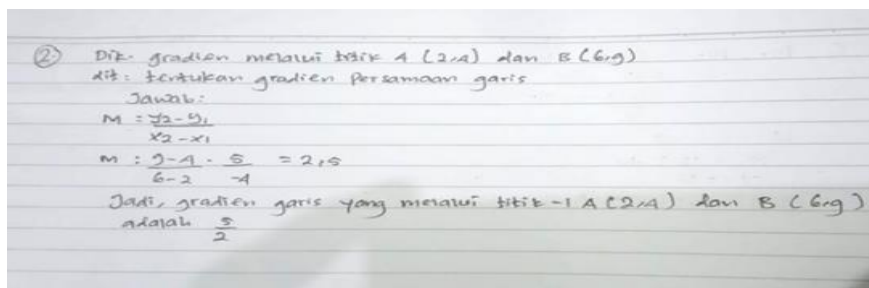 ② Dik. gradien melalui titik A (2,4) dan B (6,9)
dit : tentukan gradien Persamaan garis
Jawab :
M = y2 - y1
x2 - x1
m : 9-4 . 5 = 2,5
6-2 -4
Jadi, gradien garis yang melalui titik -1 A (2,4) dan B (6,9)
adalah 5
2